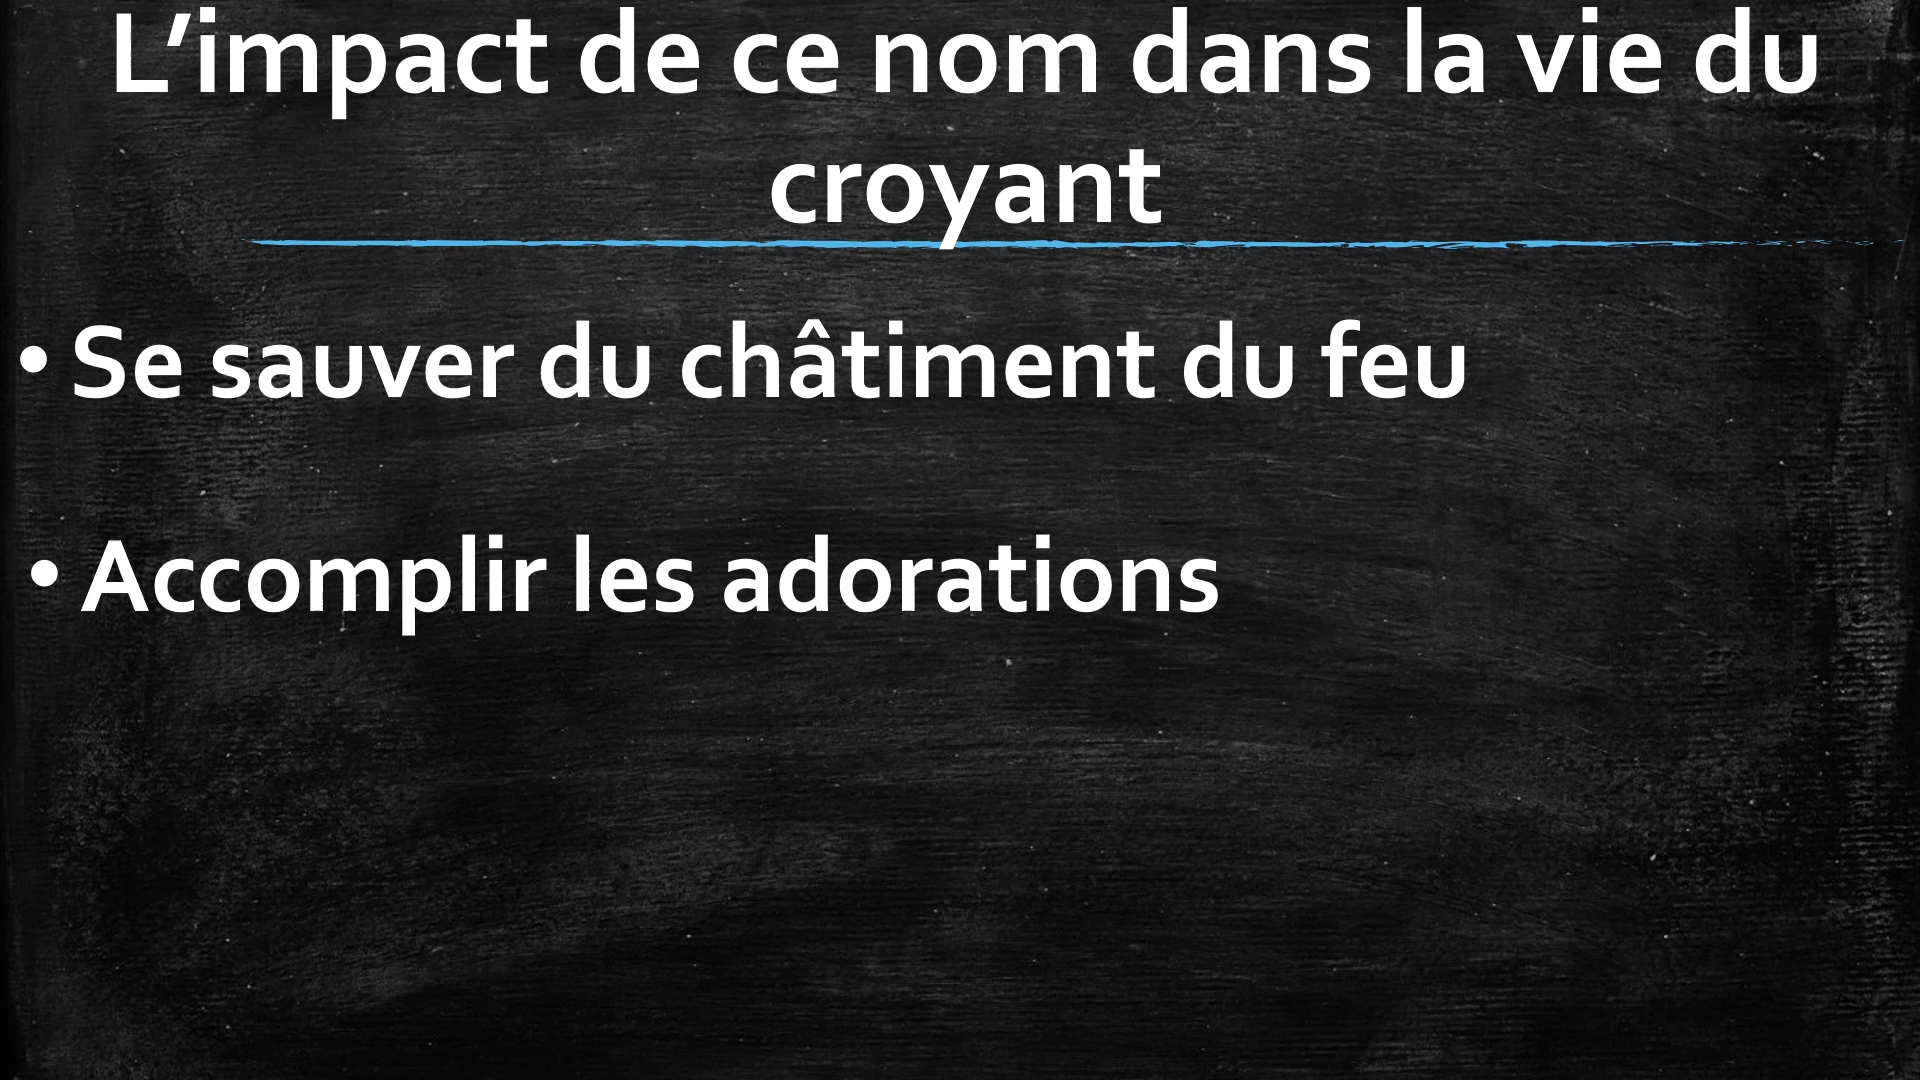 L’impact de ce nom dans la vie du
croyant
• Se sauver du châtiment du feu
• Accomplir les adorations